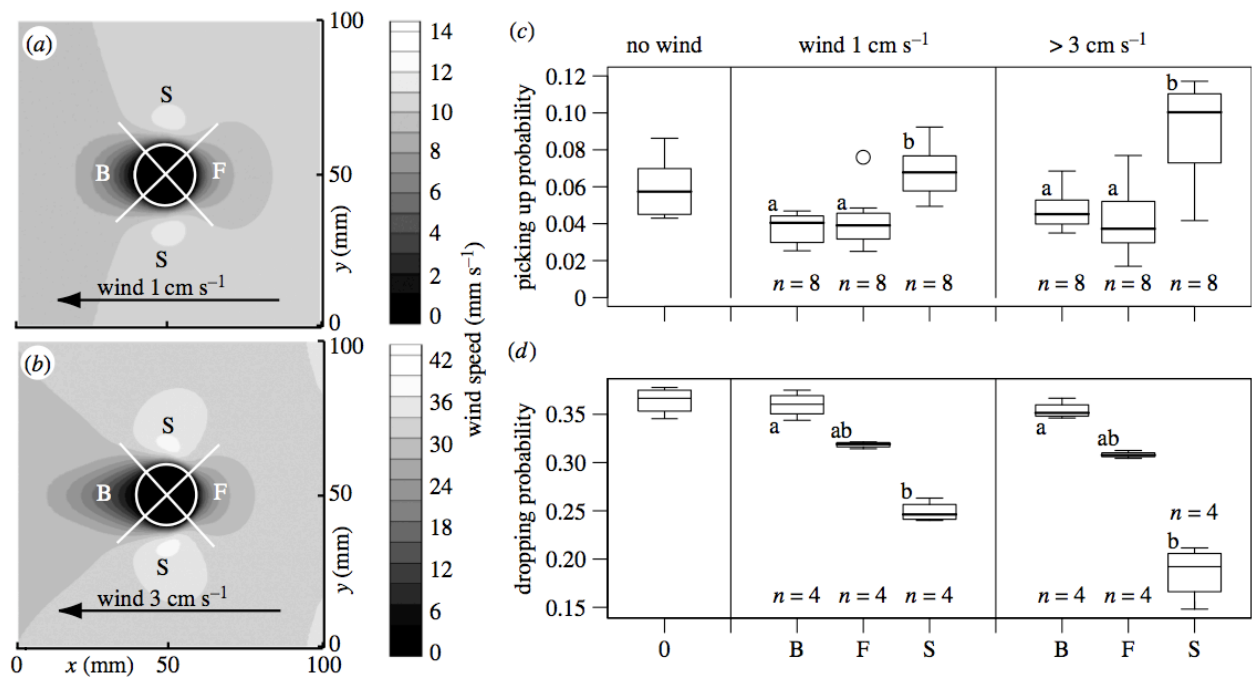 (a)
S
B
F
S
wind 1 cm s⁻¹
100
50
0
y (mm)
14
12
10
8
6
4
2
0
wind speed (mm s⁻¹)
(b)
S
B
F
S
wind 3 cm s⁻¹
100
50
0
y (mm)
0
x (mm)
50
100
42
36
30
24
18
12
6
0
(c)
no wind
wind 1 cm s⁻¹
> 3 cm s⁻¹
picking up probability
0.12
0.10
0.08
0.06
0.04
0.02
0
a
a
b
a
a
b
n = 8
n = 8
n = 8
n = 8
n = 8
n = 8
(d)
dropping probability
0.35
0.30
0.25
0.20
0.15
a
ab
b
a
ab
n = 4
b
n = 4
n = 4
n = 4
n = 4
n = 4
0
B
F
S
B
F
S